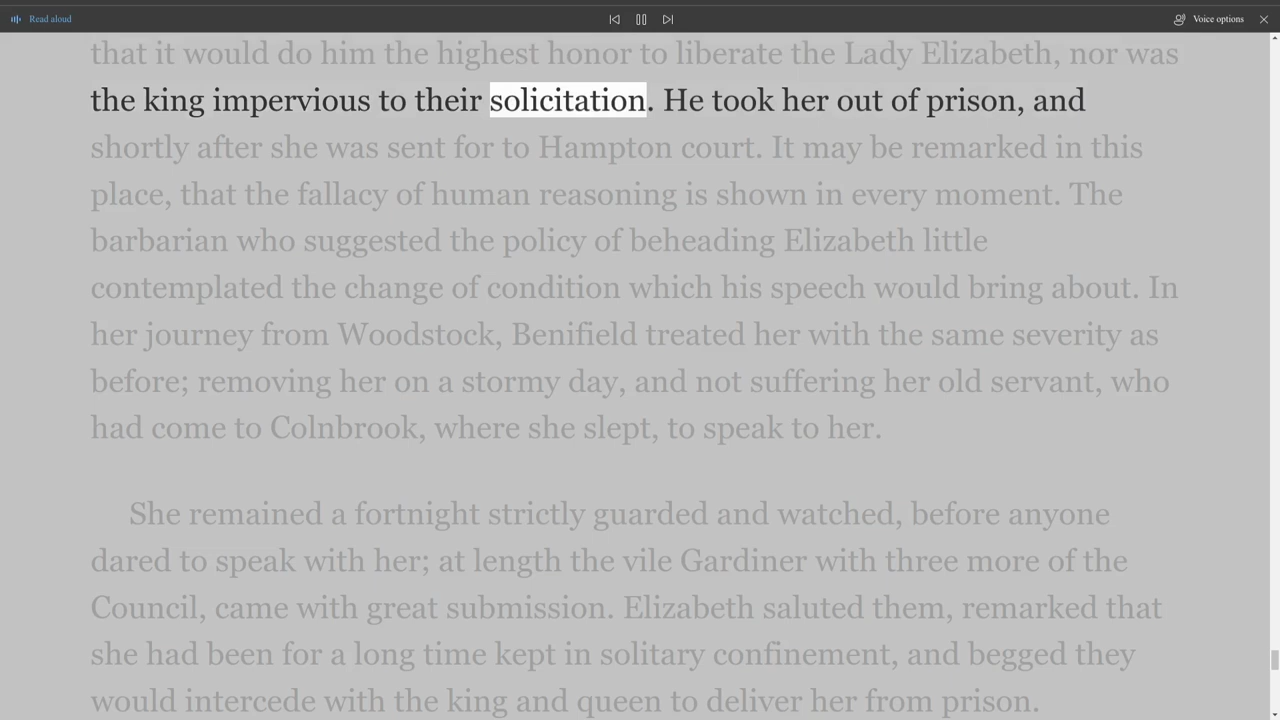 Read aloud
Voice options
that it would do him the highest honor to liberate the Lady Elizabeth, nor was
the king impervious to their solicitation. He took her out of prison, and
shortly after she was sent for to Hampton court. It may be remarked in this
place, that the fallacy of human reasoning is shown in every moment. The
barbarian who suggested the policy of beheading Elizabeth little
contemplated the change of condition which his speech would bring about. In
her journey from Woodstock, Benifield treated her with the same severity as
before; removing her on a stormy day, and not suffering her old servant, who
had come to Colnbrook, where she slept, to speak to her.
She remained a fortnight strictly guarded and watched, before anyone
dared to speak with her; at length the vile Gardiner with three more of the
Council, came with great submission. Elizabeth saluted them, remarked that
she had been for a long time kept in solitary confinement, and begged they
would intercede with the king and queen to deliver her from prison.